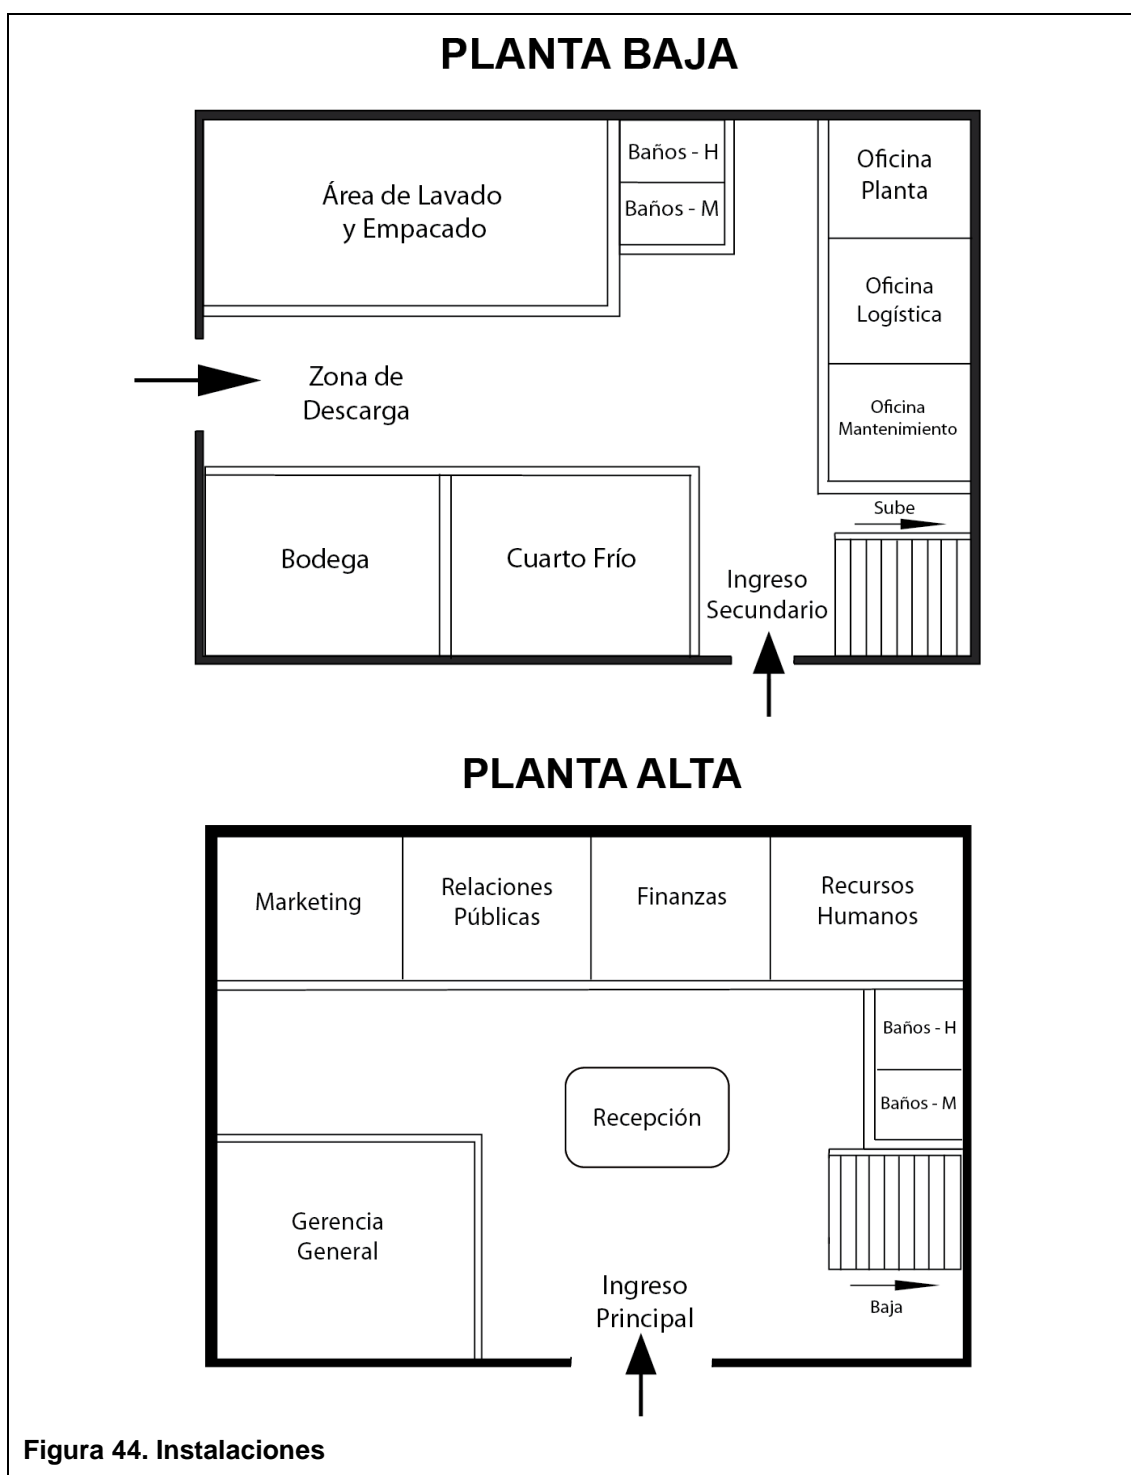 PLANTA BAJA
Área de Lavado
y Empacado
Baños - H
Baños - M
Oficina
Planta
Oficina
Logística
Oficina
Mantenimiento
Zona de
Descarga
Sube
Bodega
Cuarto Frío
Ingreso
Secundario
PLANTA ALTA
Marketing
Relaciones
Públicas
Finanzas
Recursos
Humanos
Baños - H
Baños - M
Recepción
Gerencia
General
Ingreso
Principal
Baja
Figura 44. Instalaciones